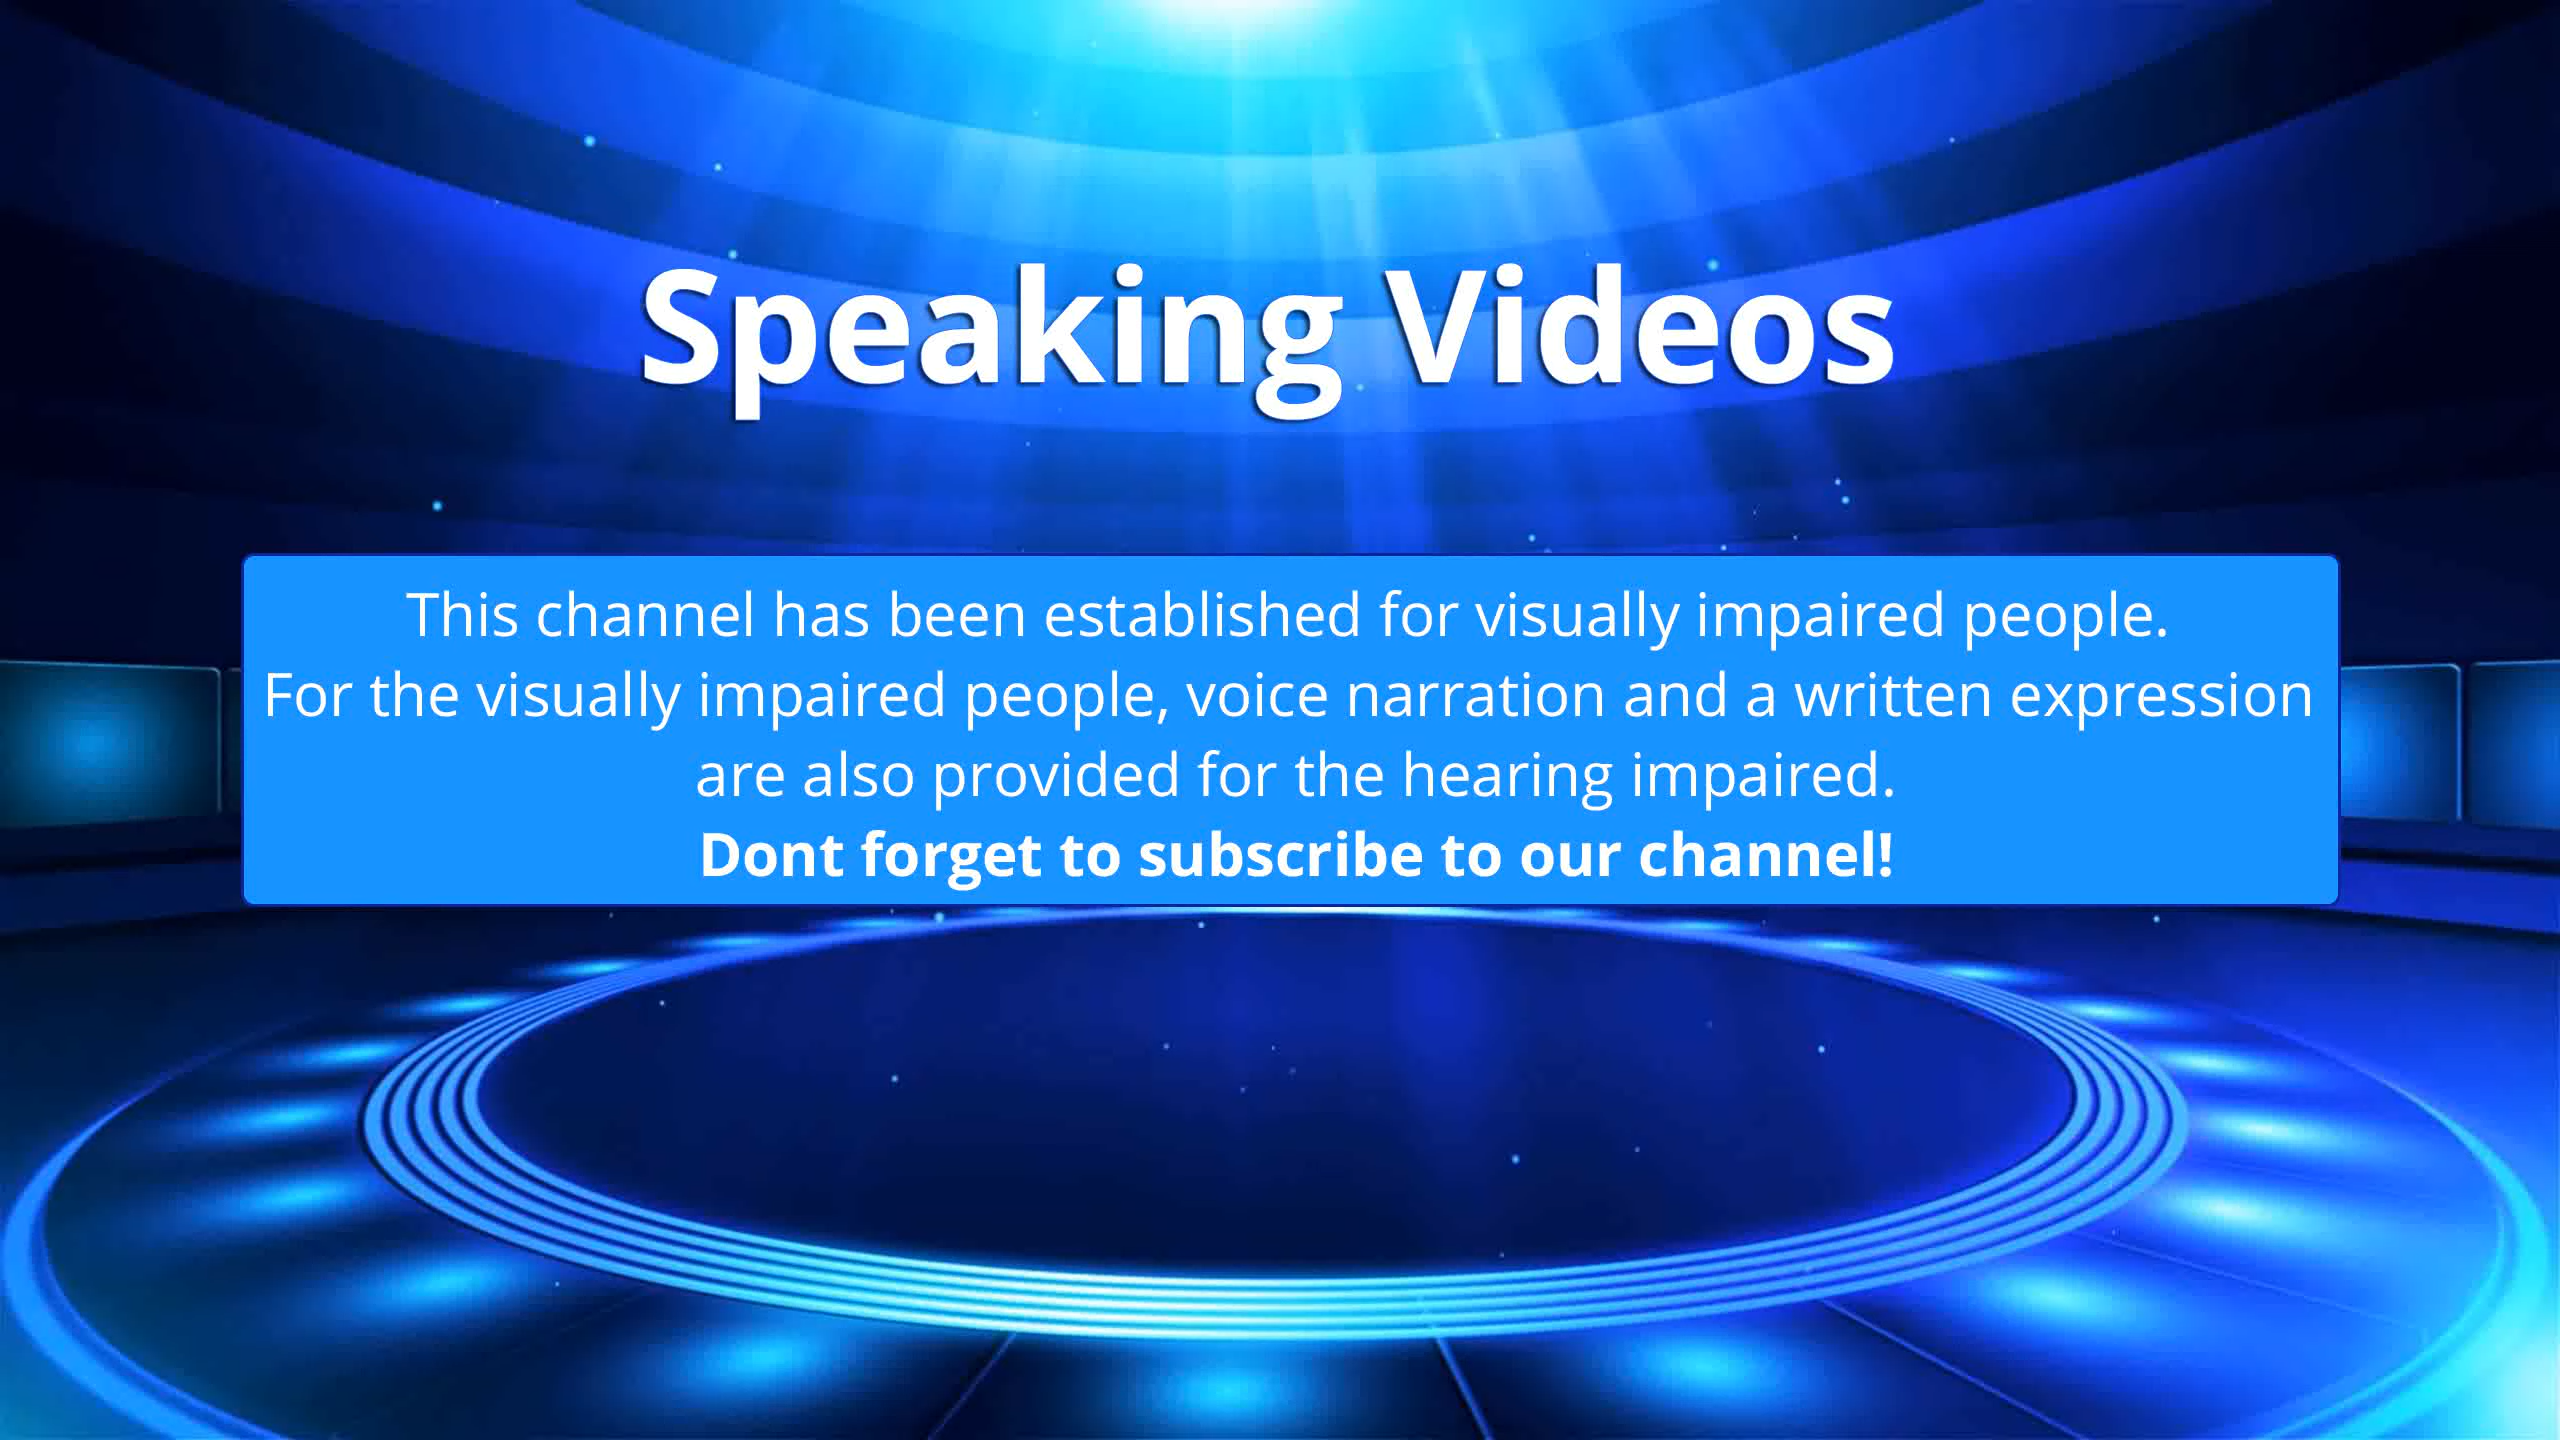 Speaking Videos
This channel has been established for visually impaired people.
For the visually impaired people, voice narration and a written expression
are also provided for the hearing impaired.
Dont forget to subscribe to our channel!